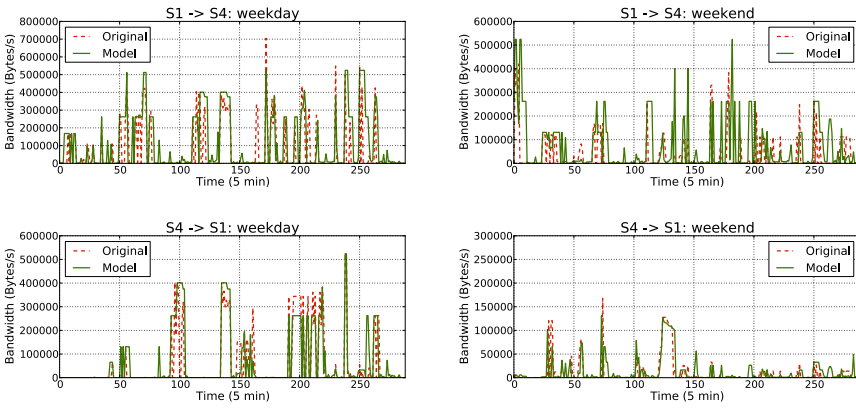 S1 -> S4: weekday
Bandwidth (Bytes/s)
800000
700000
600000
500000
400000
300000
200000
100000
0
Original
Model
0 50 100 150 200 250
Time (5 min)
S1 -> S4: weekend
Bandwidth (Bytes/s)
600000
500000
400000
300000
200000
100000
0
Original
Model
0 50 100 150 200 250
Time (5 min)
S4 -> S1: weekday
Bandwidth (Bytes/s)
600000
500000
400000
300000
200000
100000
0
Original
Model
0 50 100 150 200 250
Time (5 min)
S4 -> S1: weekend
Bandwidth (Bytes/s)
300000
250000
200000
150000
100000
50000
0
Original
Model
0 50 100 150 200 250
Time (5 min)